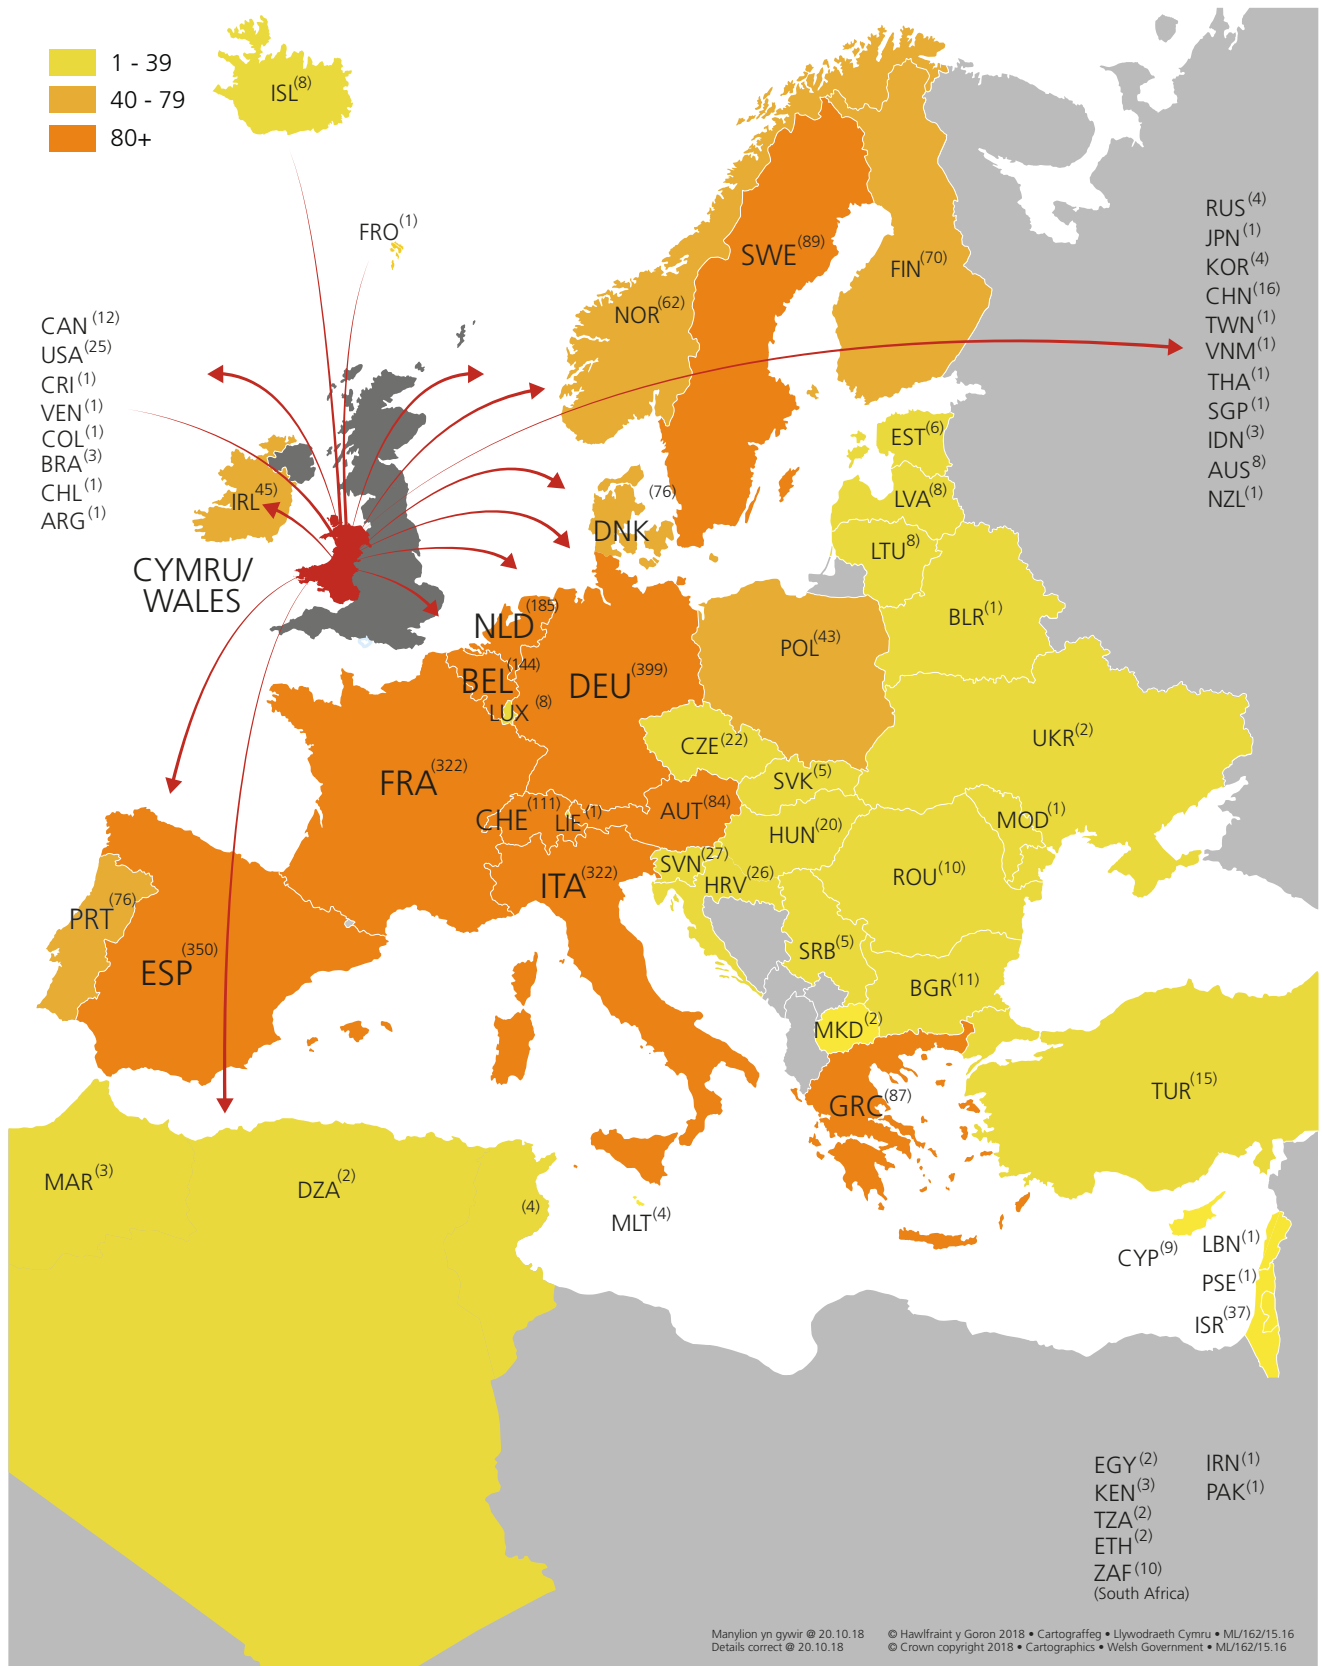 1 - 39
40 - 79
80+
ISL(8)
FRO(1)
CAN(12)
USA(25)
CRI(1)
VEN(1)
COL(1)
BRA(3)
CHL(1)
ARG(1)
RUS(4)
JPN(1)
KOR(4)
CHN(16)
TWN(1)
VNM(1)
THA(1)
SGP(1)
IDN(3)
AUS8)
NZL(1)
SWE(89)
FIN(70)
NOR(62)
EST(6)
LVA(8)
LTU8)
IRL45)
(76)
DNK
CYMRU/
WALES
BLR(1)
NLD(185)
POL(43)
BEL(144)
DEU(399)
LUX(8)
CZE(22)
UKR(2)
FRA(322)
SVK(5)
CHE(111)
LIE(1)
AUT(84)
MOD(1)
HUN(20)
SVN(27)
HRV(26)
ROU(10)
ITA(322)
PRT(76)
ESP(350)
SRB(5)
BGR(11)
MKD(2)
GRC(87)
TUR(15)
MAR(3)
DZA(2)
(4)
MLT(4)
CYP(9)
LBN(1)
PSE(1)
ISR(37)
EGY(2)
KEN(3)
TZA(2)
ETH(2)
ZAF(10)
(South Africa)
IRN(1)
PAK(1)
Manylion yn gywir @ 20.10.18 © Hawlfraint y Goron 2018 • Cartograffeg • Llywodraeth Cymru • ML/162/15.16
Details correct @ 20.10.18 © Crown copyright 2018 • Cartographics • Welsh Government • ML/162/15.16